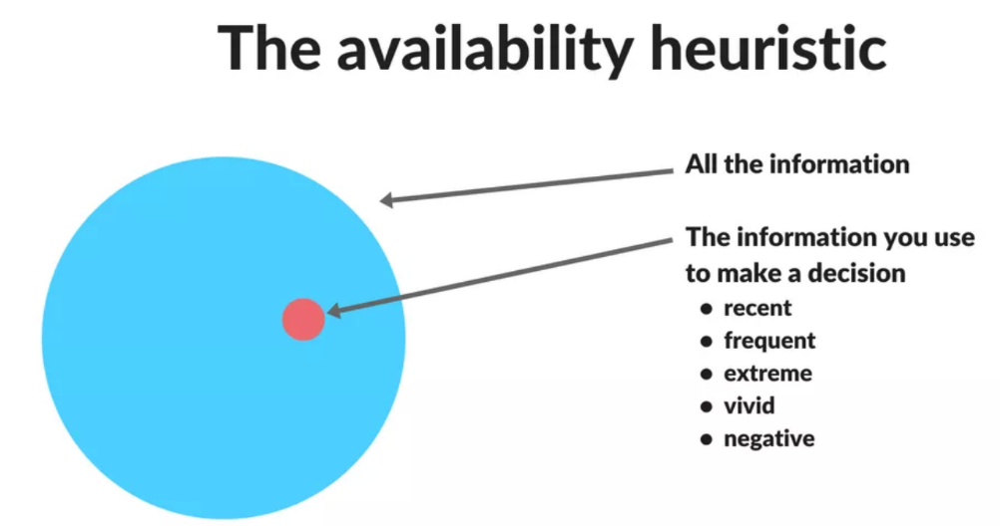 The availability heuristic
All the information
The information you use
to make a decision
• recent
• frequent
• extreme
• vivid
• negative